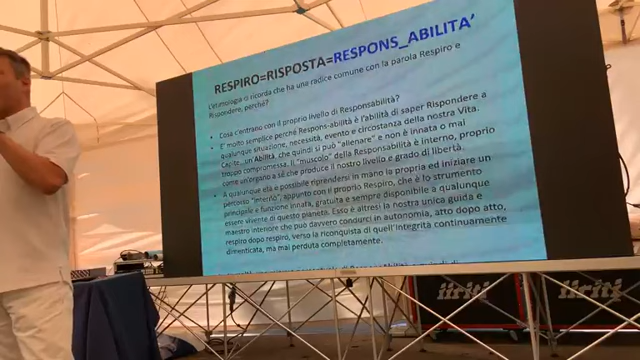 RESPIRO=RISPOSTA=RESPONS_ABILITA'
L'etimologia ci ricorda che ha una radice comune con la parola Respiro e
Rispondere, perché?
• Cosa c'entrano con il proprio livello di Responsabilità?
• E' molto semplice perché Respons-abilità è l'abilità di saper Rispondere a
qualunque situazione, necessità, evento e circostanza della nostra Vita.
un'Abilità, che quindi si può "allenare" e non è innata o mai
troppo compromessa. Il "muscolo" della Responsabilità è interno, proprio
come un'organo a sé che produce il nostro livello e grado di libertà.
• A qualunque età è possibile riprendersi in mano la propria ed iniziare un
percorso "interno", appunto con il proprio Respiro, che è lo strumento
principale e funzione innata, gratuita e sempre disponibile a qualunque
essere vivente di questo pianeta. Esso è altresì la nostra unica guida e
maestro interiore che può davvero condurci in autonomia, atto dopo atto,
respiro dopo respiro, verso la riconquista di quell'integrità continuamente
dimenticata, ma mai perduta completamente.